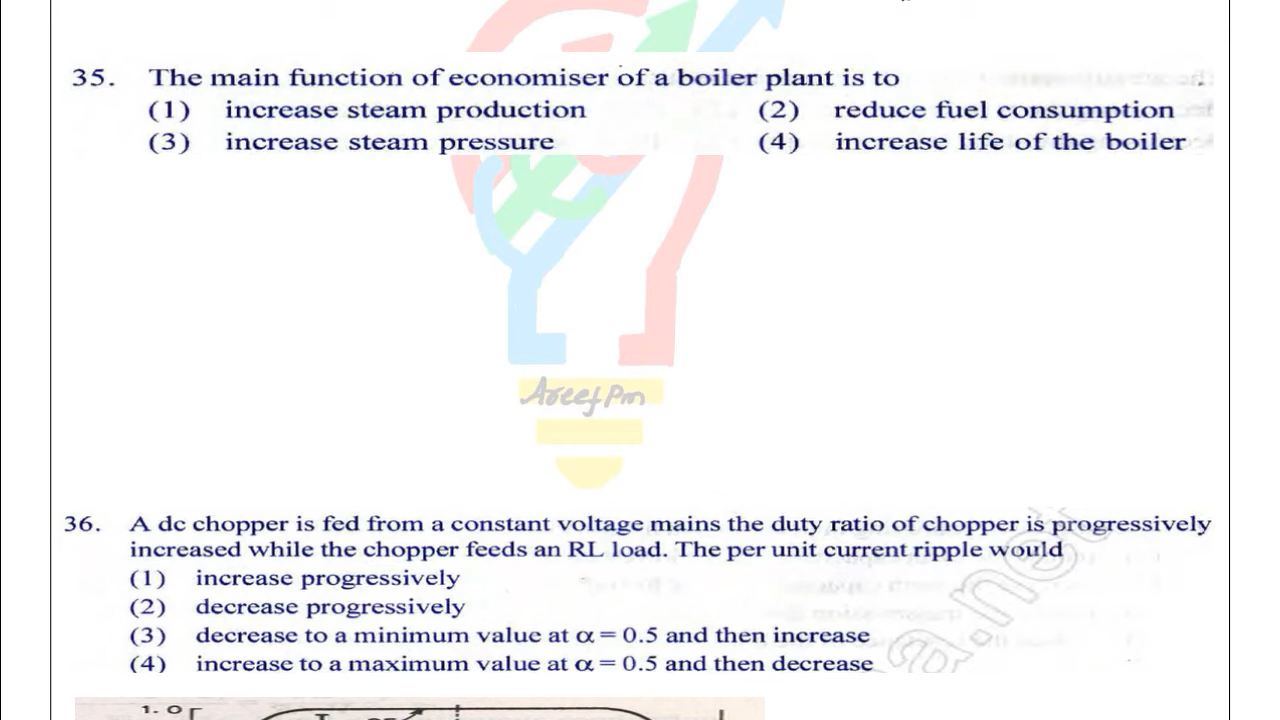 35. The main function of economiser of a boiler plant is to
(1) increase steam production (2) reduce fuel consumption
(3) increase steam pressure (4) increase life of the boiler
AreefPm
36. A dc chopper is fed from a constant voltage mains the duty ratio of chopper is progressively
increased while the chopper feeds an RL load. The per unit current ripple would
(1) increase progressively
(2) decrease progressively
(3) decrease to a minimum value at α = 0.5 and then increase
(4) increase to a maximum value at α = 0.5 and then decrease
1.0